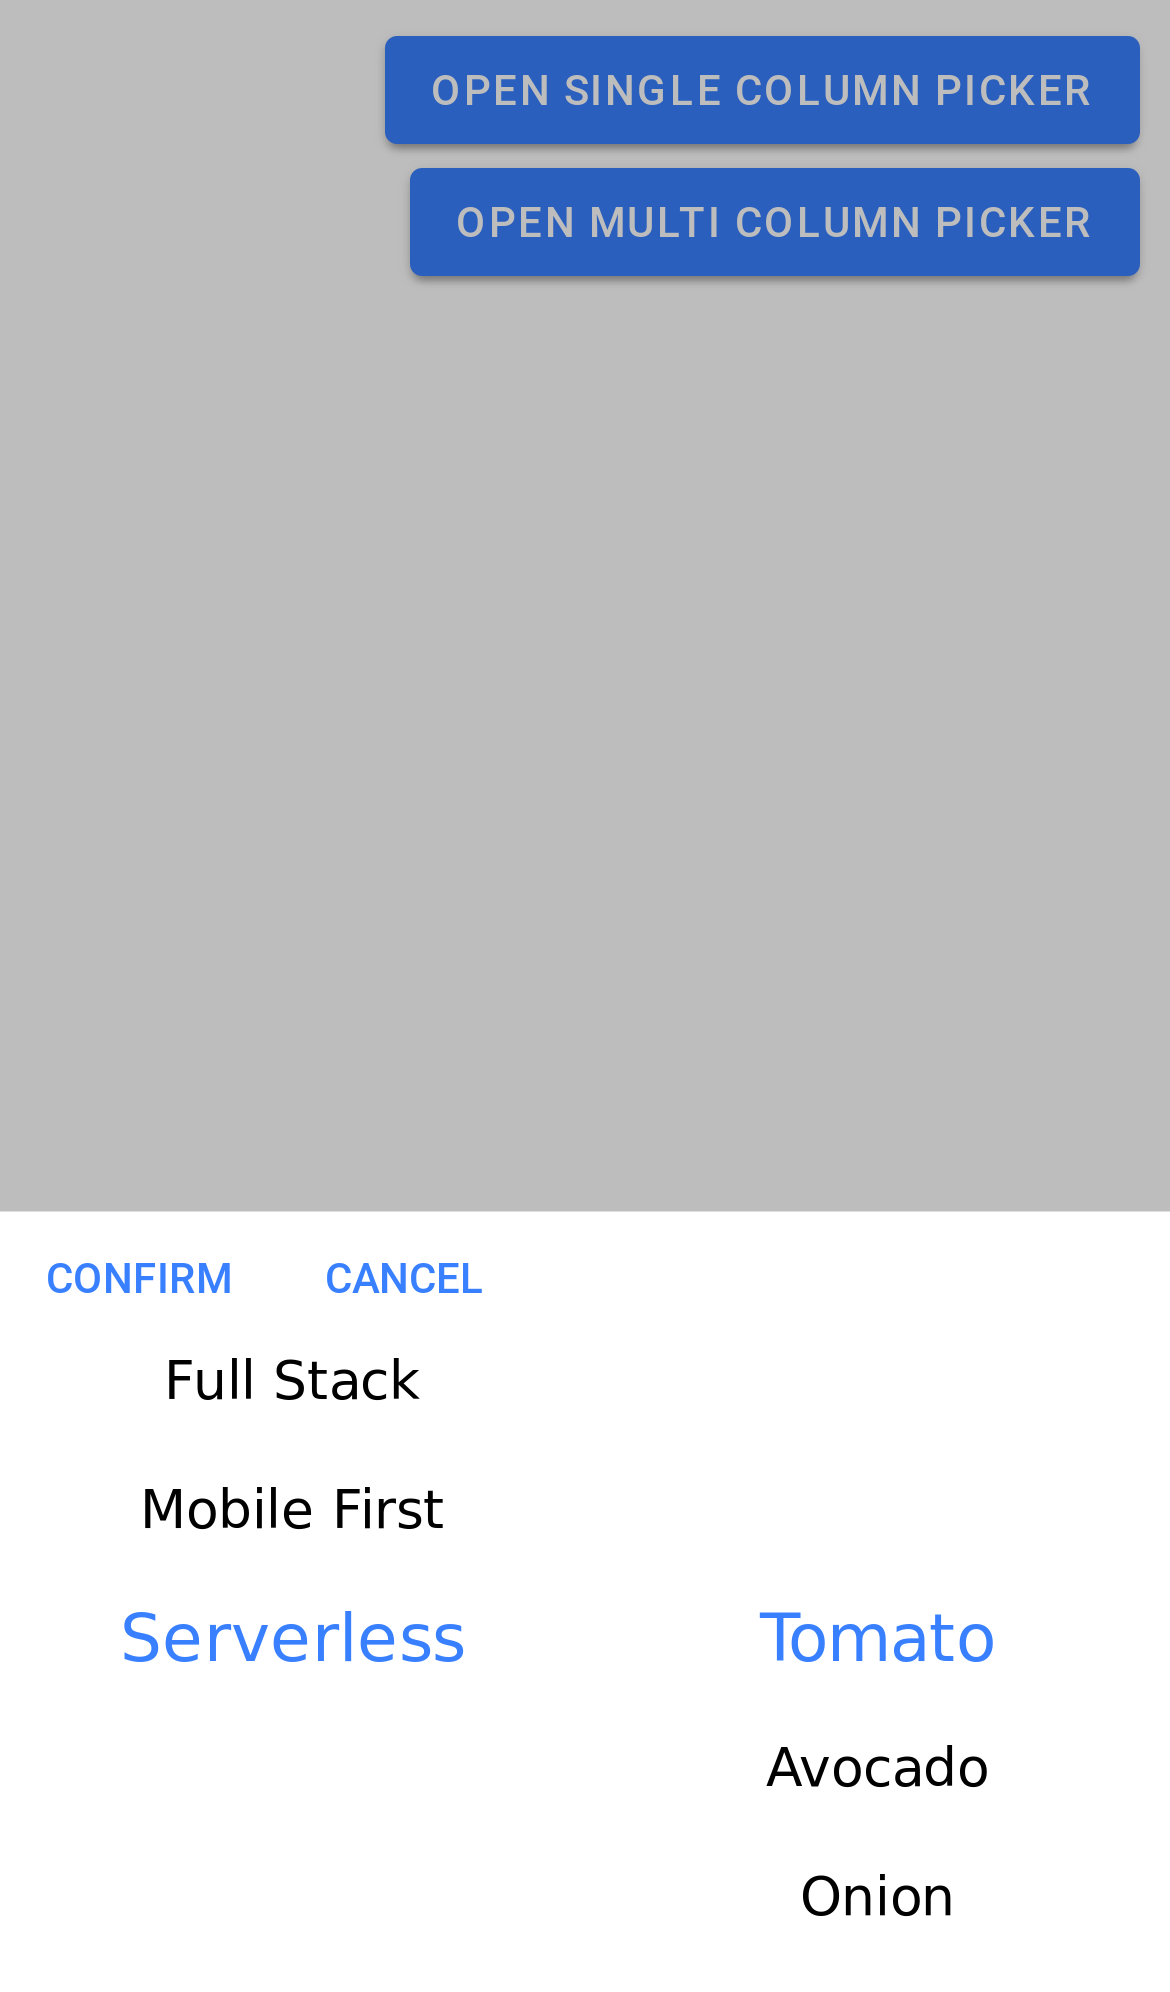 OPEN SINGLE COLUMN PICKER
OPEN MULTI COLUMN PICKER
CONFIRM CANCEL
Full Stack
Mobile First
Serverless Tomato
Avocado
Onion